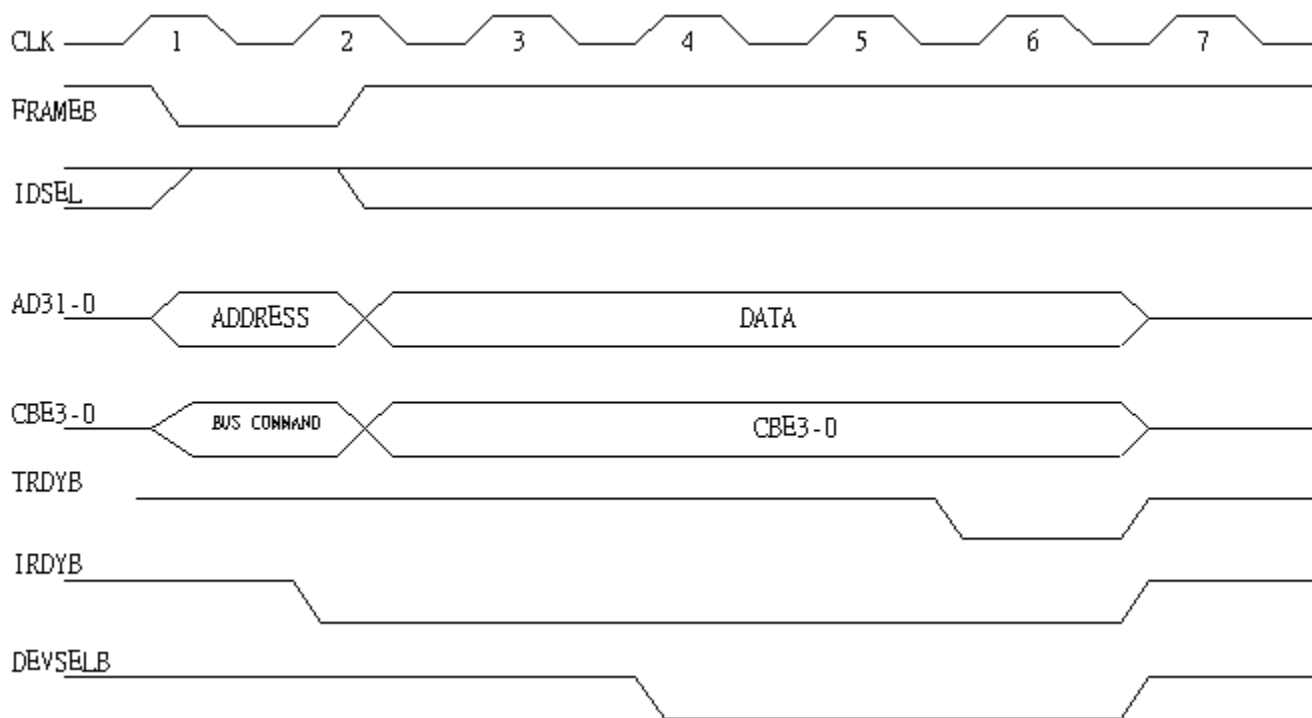 CLK 1 2 3 4 5 6 7
FRAMEB
IDSEL
AD31-0 ADDRESS DATA
CBE3-0 BUS COMMAND CBE3-0
TRDYB
IRDYB
DEVSELB